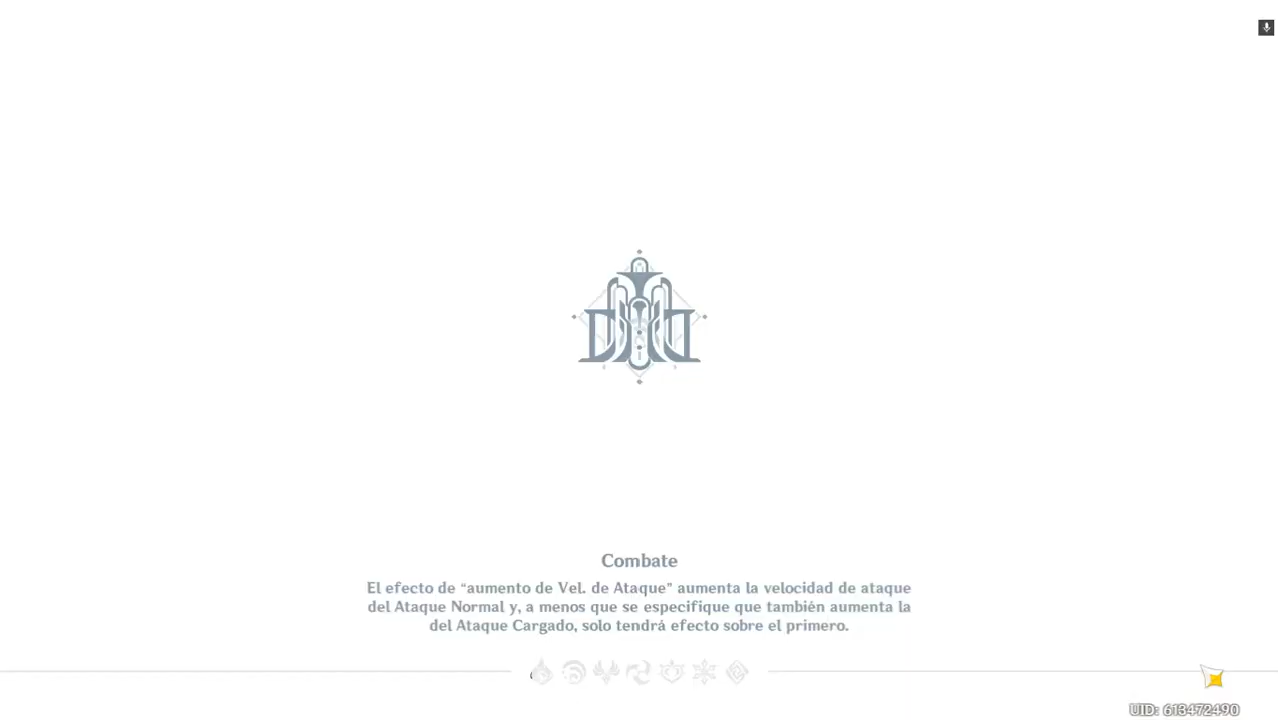 Combate
El efecto de “aumento de Vel. de Ataque” aumenta la velocidad de ataque
del Ataque Normal y, a menos que se especifique que también aumenta la
del Ataque Cargado, solo tendrá efecto sobre el primero.
UID: 613472490